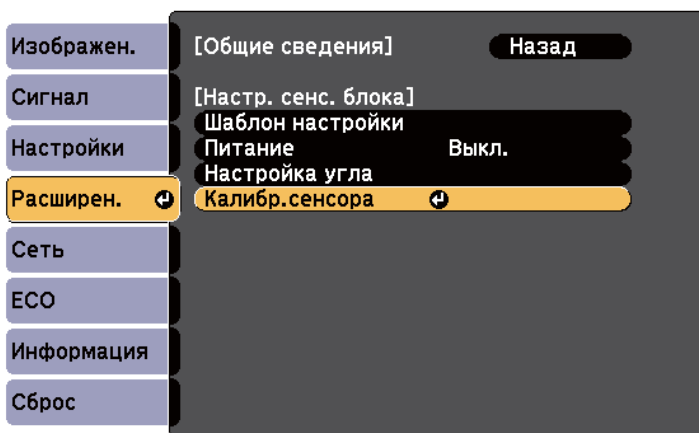 Изображен.
Сигнал
Настройки
Расширен.
Сеть
ECO
Информация
Сброс
[Общие сведения] Назад
[Настр. сенс. блока]
Шаблон настройки
Питание Выкл.
Настройка угла
Калибр.сенсора